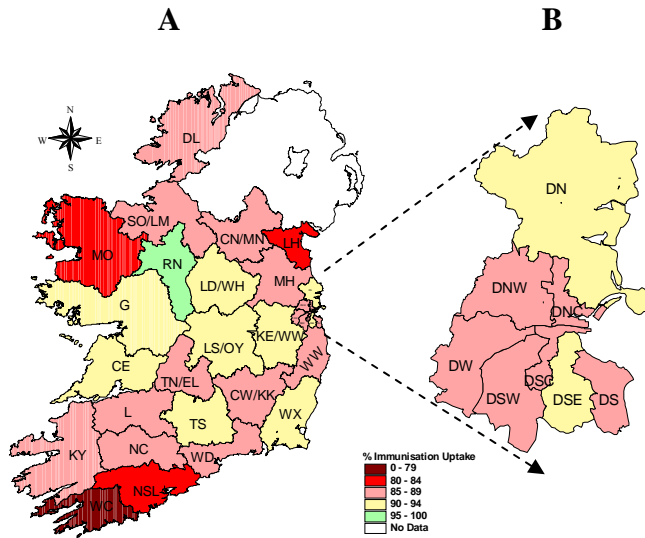 A
B
N
W E
S
DL
DN
SO/LM
CN/MN
LH
MO
RN
MH
LD/WH
DNW
G
DNC
KE/WW
LS/OY
WW
CE
DW
TN/EL
DSC
CW/KK
DSW
DSE
DS
L
TS
WX
KY
NC
WD
% Immunisation Uptake
0 - 79
80 - 84
85 - 89
90 - 94
95 - 100
No Data
NSL
WC